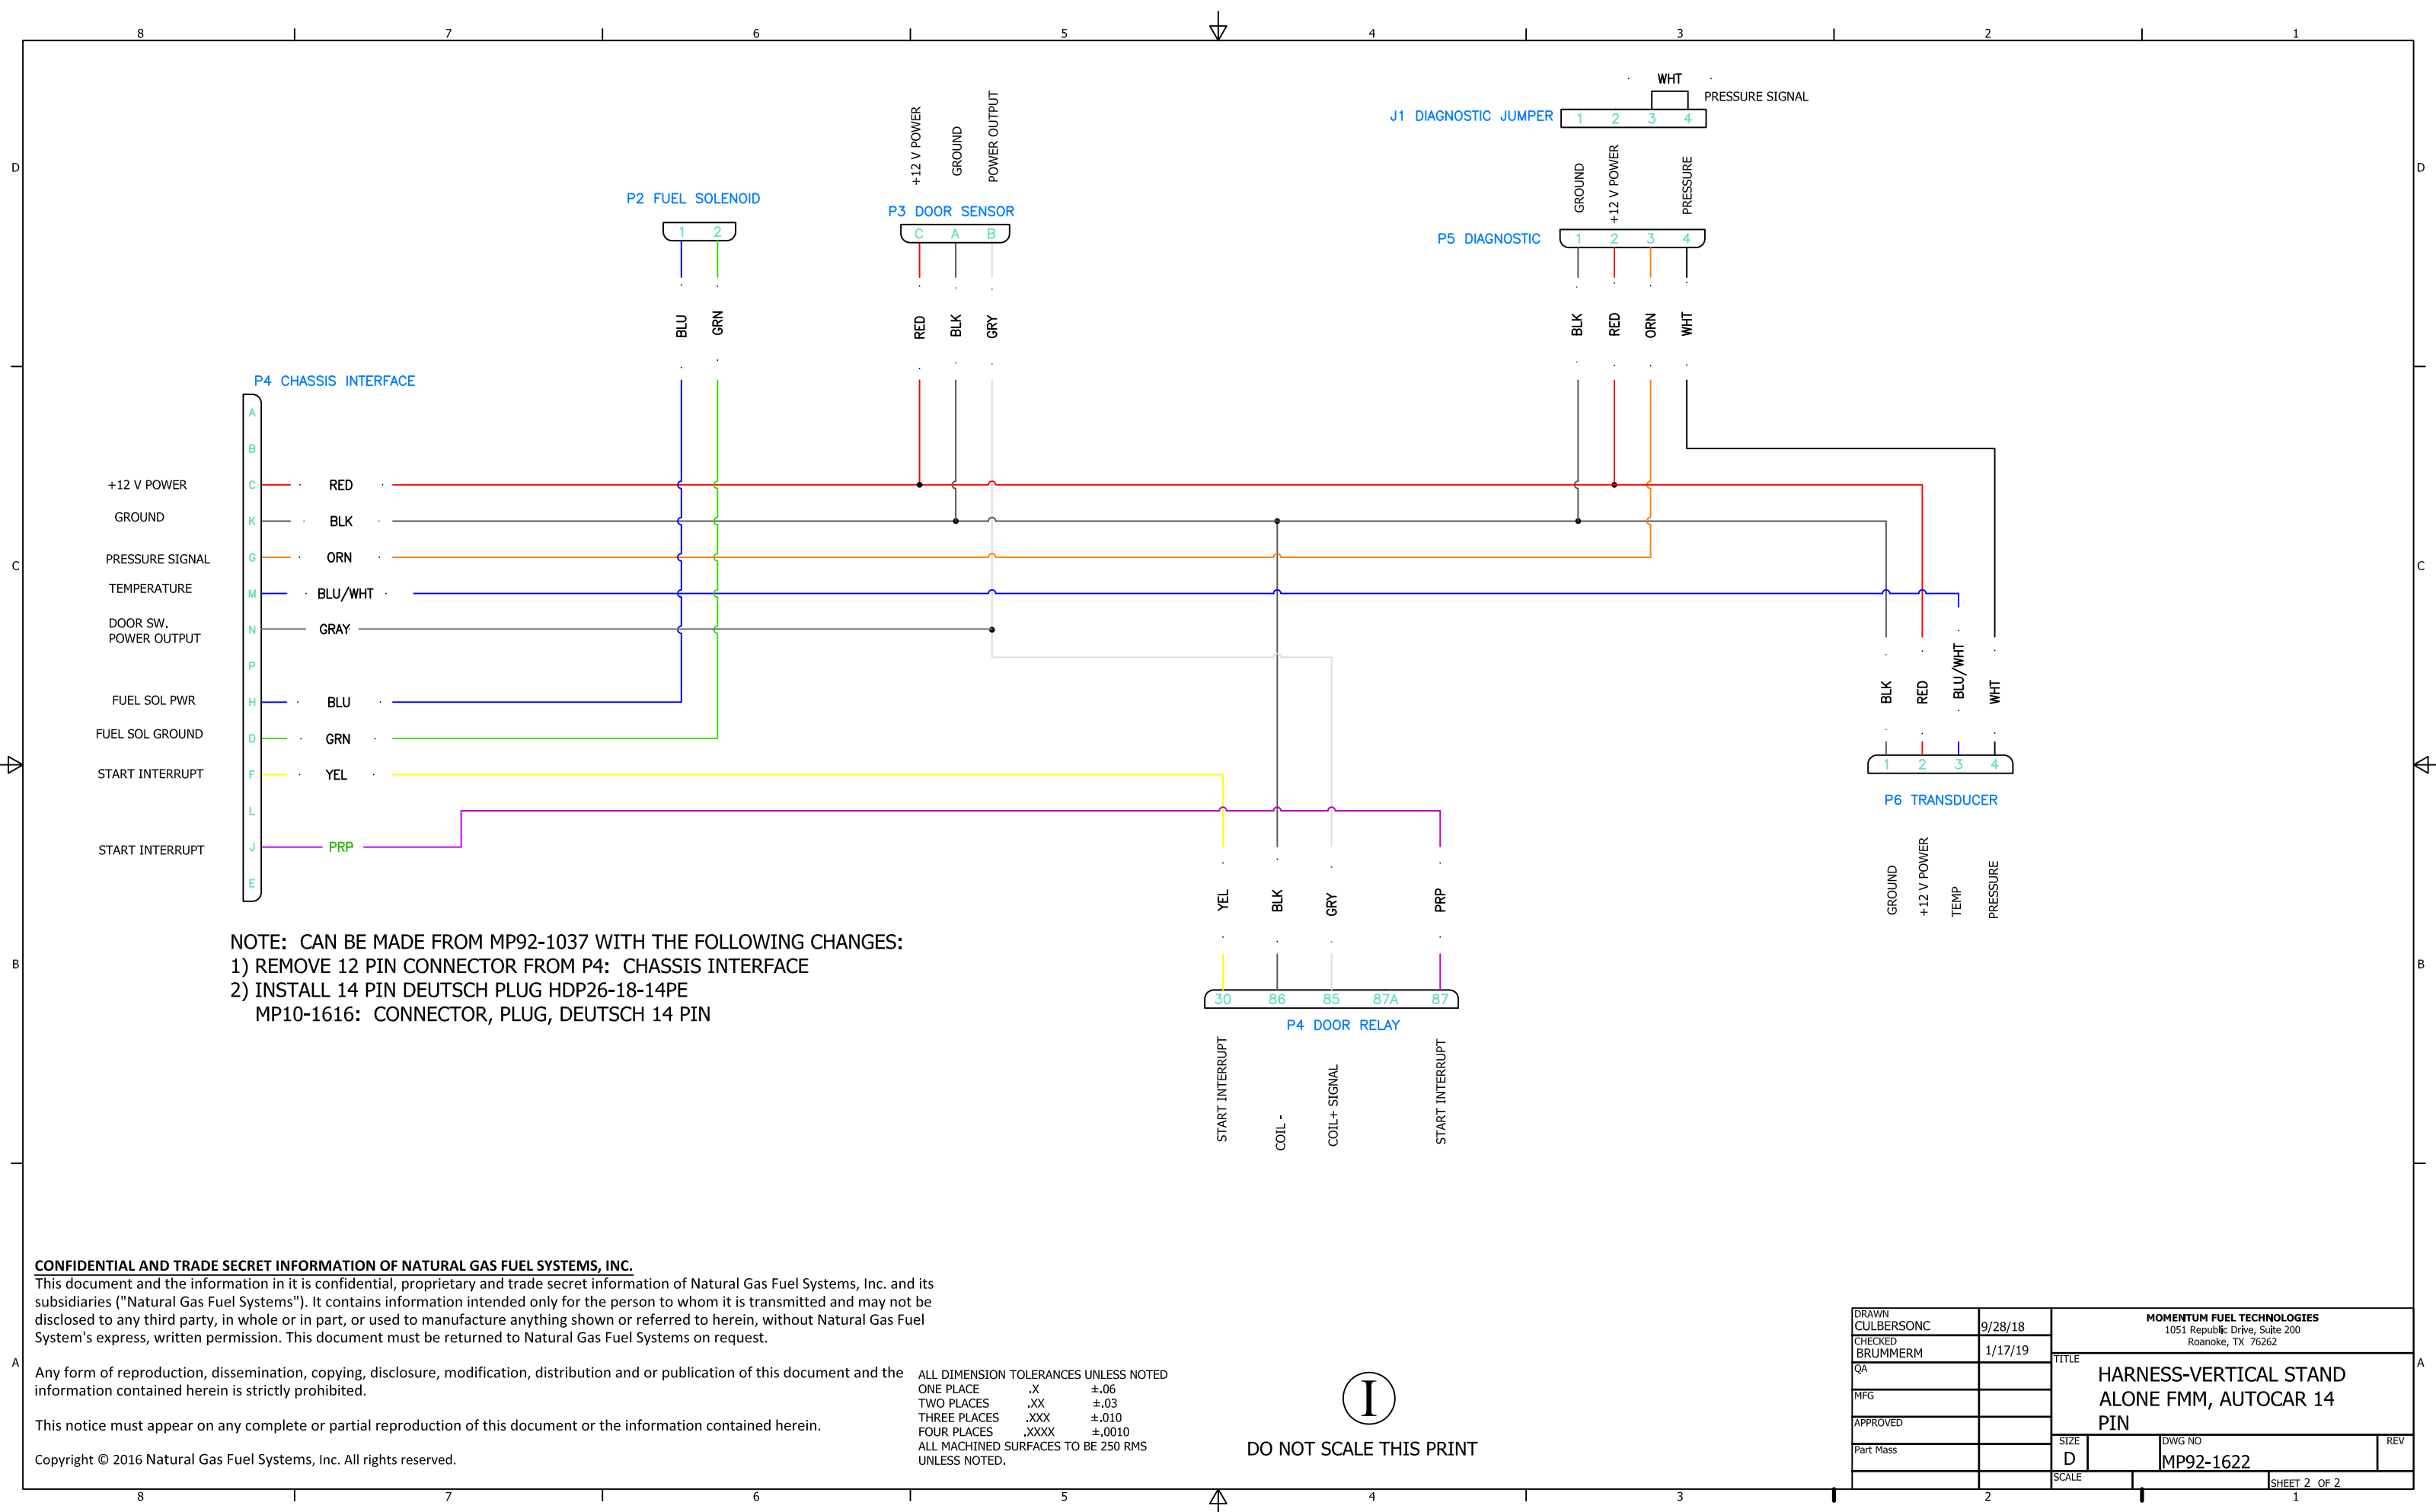 8 7 6 5 4 3 2 1
D
D
C
C
B
B
A
A
WHT
PRESSURE SIGNAL
J1 DIAGNOSTIC JUMPER
1 2 3 4
GROUND
+12 V POWER
PRESSURE
P5 DIAGNOSTIC
1 2 3 4
BLK
RED
ORN
WHT
+12 V POWER
GROUND
POWER OUTPUT
P3 DOOR SENSOR
C A B
RED
BLK
GRY
P2 FUEL SOLENOID
1 2
BLU
GRN
P4 CHASSIS INTERFACE
A
B
+12 V POWER C RED
GROUND K BLK
PRESSURE SIGNAL G ORN
TEMPERATURE M BLU/WHT
DOOR SW.
POWER OUTPUT N GRAY
P
FUEL SOL PWR H BLU
FUEL SOL GROUND D GRN
START INTERRUPT F YEL
L
START INTERRUPT J PRP
E
BLK
RED
BLU/WHT
WHT
1 2 3 4
P6 TRANSDUCER
GROUND
+12 V POWER
TEMP
PRESSURE
YEL
BLK
GRY
PRP
30 86 85 87A 87
P4 DOOR RELAY
START INTERRUPT
COIL -
COIL+ SIGNAL
START INTERRUPT
NOTE: CAN BE MADE FROM MP92-1037 WITH THE FOLLOWING CHANGES:
1) REMOVE 12 PIN CONNECTOR FROM P4: CHASSIS INTERFACE
2) INSTALL 14 PIN DEUTSCH PLUG HDP26-18-14PE
MP10-1616: CONNECTOR, PLUG, DEUTSCH 14 PIN
CONFIDENTIAL AND TRADE SECRET INFORMATION OF NATURAL GAS FUEL SYSTEMS, INC.
This document and the information in it is confidential, proprietary and trade secret information of Natural Gas Fuel Systems, Inc. and its
subsidiaries ("Natural Gas Fuel Systems"). It contains information intended only for the person to whom it is transmitted and may not be
disclosed to any third party, in whole or in part, or used to manufacture anything shown or referred to herein, without Natural Gas Fuel
System's express, written permission. This document must be returned to Natural Gas Fuel Systems on request.
Any form of reproduction, dissemination, copying, disclosure, modification, distribution and or publication of this document and the
information contained herein is strictly prohibited.
This notice must appear on any complete or partial reproduction of this document or the information contained herein.
Copyright © 2016 Natural Gas Fuel Systems, Inc. All rights reserved.
ALL DIMENSION TOLERANCES UNLESS NOTED
ONE PLACE .X ±.06
TWO PLACES .XX ±.03
THREE PLACES .XXX ±.010
FOUR PLACES .XXXX ±.0010
ALL MACHINED SURFACES TO BE 250 RMS
UNLESS NOTED.
I
DO NOT SCALE THIS PRINT
DRAWN
CULBERSONC 9/28/18
CHECKED
BRUMMERM 1/17/19
QA
MFG
APPROVED
Part Mass
MOMENTUM FUEL TECHNOLOGIES
1051 Republic Drive, Suite 200
Roanoke, TX 76262
TITLE
HARNESS-VERTICAL STAND
ALONE FMM, AUTOCAR 14
PIN
SIZE
D
DWG NO
MP92-1622
REV
SCALE
SHEET 2 OF 2
8 7 6 5 4 3 2 1